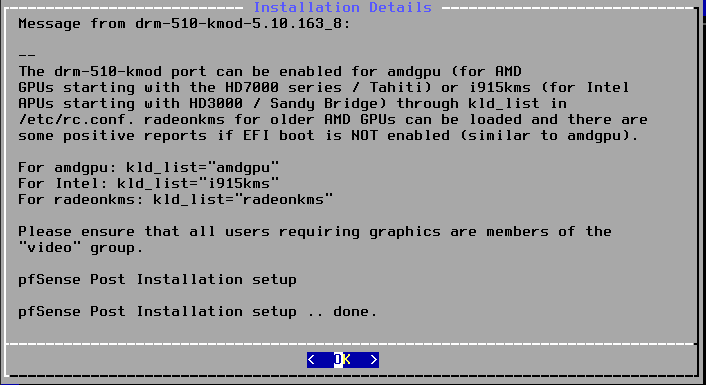 Installation Details
Message from drm-510-kmod-5.10.163_8:
--
The drm-510-kmod port can be enabled for amdgpu (for AMD
GPUs starting with the HD7000 series / Tahiti) or i915kms (for Intel
APUs starting with HD3000 / Sandy Bridge) through kld_list in
/etc/rc.conf. radeonkms for older AMD GPUs can be loaded and there are
some positive reports if EFI boot is NOT enabled (similar to amdgpu).
For amdgpu: kld_list="amdgpu"
For Intel: kld_list="i915kms"
For radeonkms: kld_list="radeonkms"
Please ensure that all users requiring graphics are members of the
"video" group.
pfSense Post Installation setup
pfSense Post Installation setup .. done.
< OK >